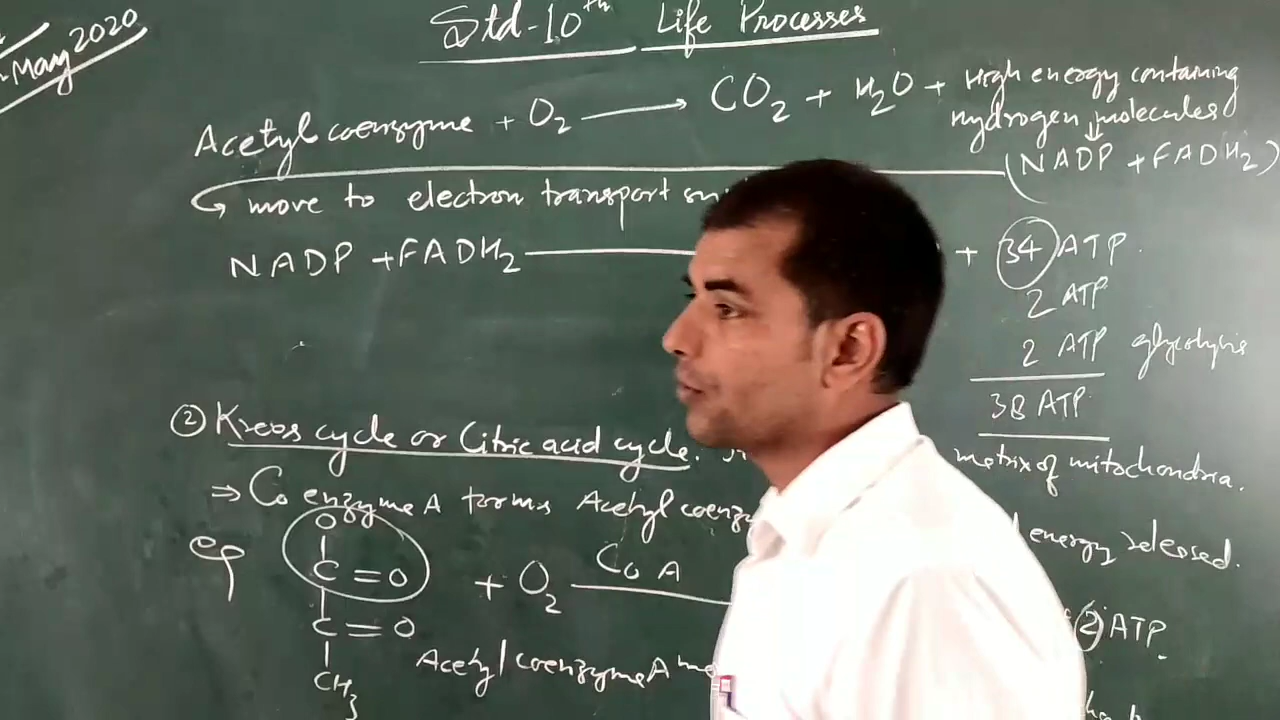 May 2020
Std-10th Life Processes
Acetyl coenzyme + O2 → CO2 + H2O + High energy containing
hydrogen molecules
(NADP + FADH2)
move to electron transport
NADP + FADH2 + 34 ATP.
2 ATP
2 ATP glycolysis
38 ATP
② Krebs cycle or Citric acid cycle. matrix of mitochondria.
⇒ Co enzyme A forms Acetyl coenzy energy released.
O
C = O + O2 Co A
C = O 2 ATP
Acetyl coenzyme A
CH3